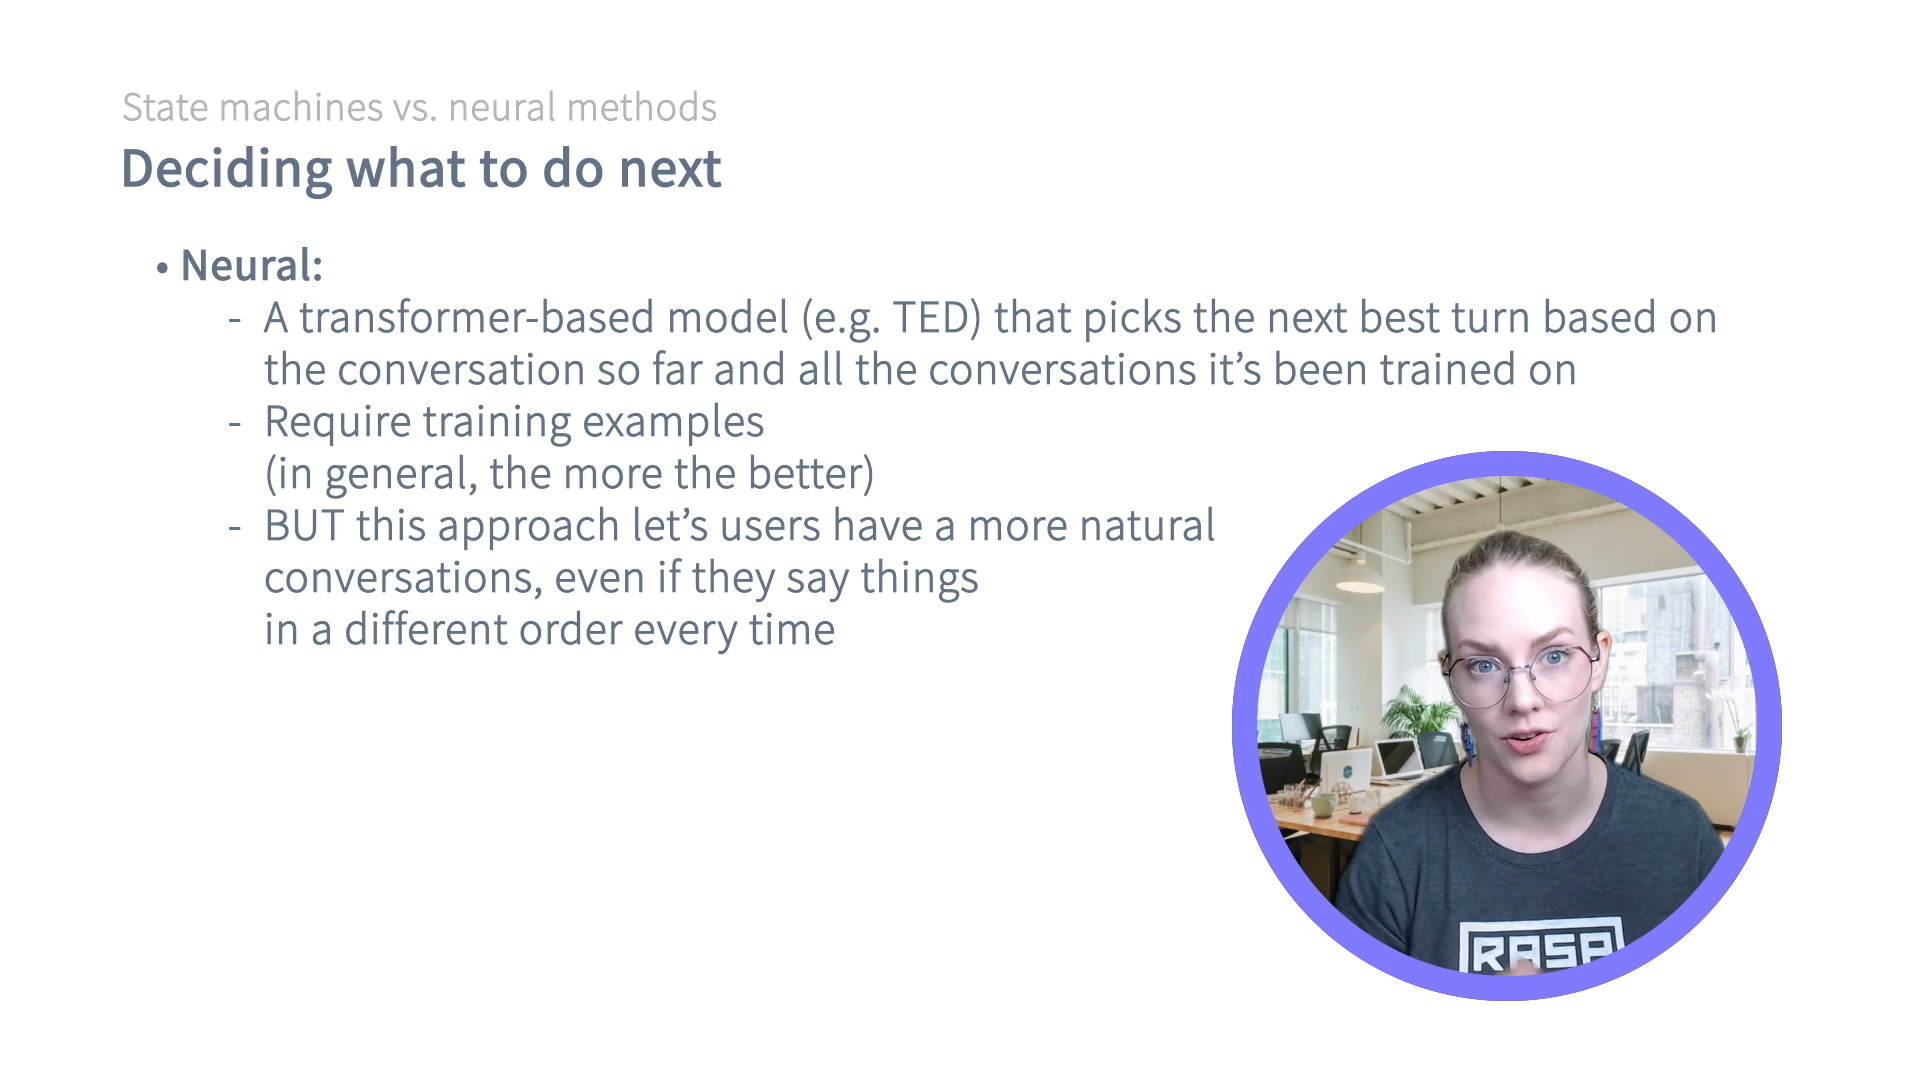 State machines vs. neural methods
Deciding what to do next
• Neural:
- A transformer-based model (e.g. TED) that picks the next best turn based on
the conversation so far and all the conversations it’s been trained on
- Require training examples
(in general, the more the better)
- BUT this approach let’s users have a more natural
conversations, even if they say things
in a different order every time
RASA